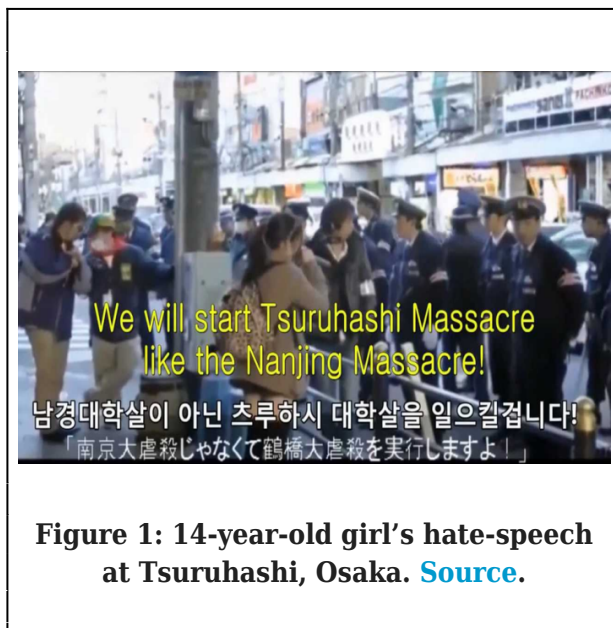 We will start Tsuruhashi Massacre
like the Nanjing Massacre!
남경대학살이 아닌 츠루하시 대학살을 일으킬겁니다!
「南京大虐殺じゃなくて鶴橋大虐殺を実行しますよ！」
Figure 1: 14-year-old girl’s hate-speech
at Tsuruhashi, Osaka. Source.